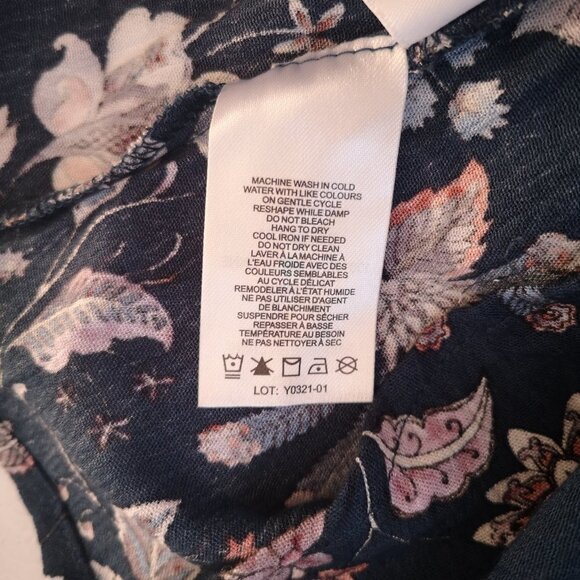 MACHINE WASH IN COLD
WATER WITH LIKE COLOURS
ON GENTLE CYCLE
RESHAPE WHILE DAMP
DO NOT BLEACH
HANG TO DRY
COOL IRON IF NEEDED
DO NOT DRY CLEAN
LAVER À LA MACHINE À
L'EAU FROIDE AVEC DES
COULEURS SEMBLABLES
AU CYCLE DÉLICAT
REMODELER À L'ÉTAT HUMIDE
NE PAS UTILISER D'AGENT
DE BLANCHIMENT
SUSPENDRE POUR SÉCHER
REPASSER À BASSE
TEMPÉRATURE AU BESOIN
NE PAS NETTOYER À SEC
LOT: Y0321-01